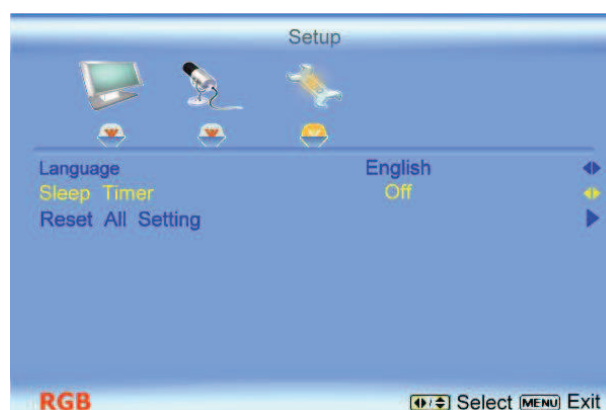 Setup
Language English
Sleep Timer Off
Reset All Setting
RGB Select MENU Exit